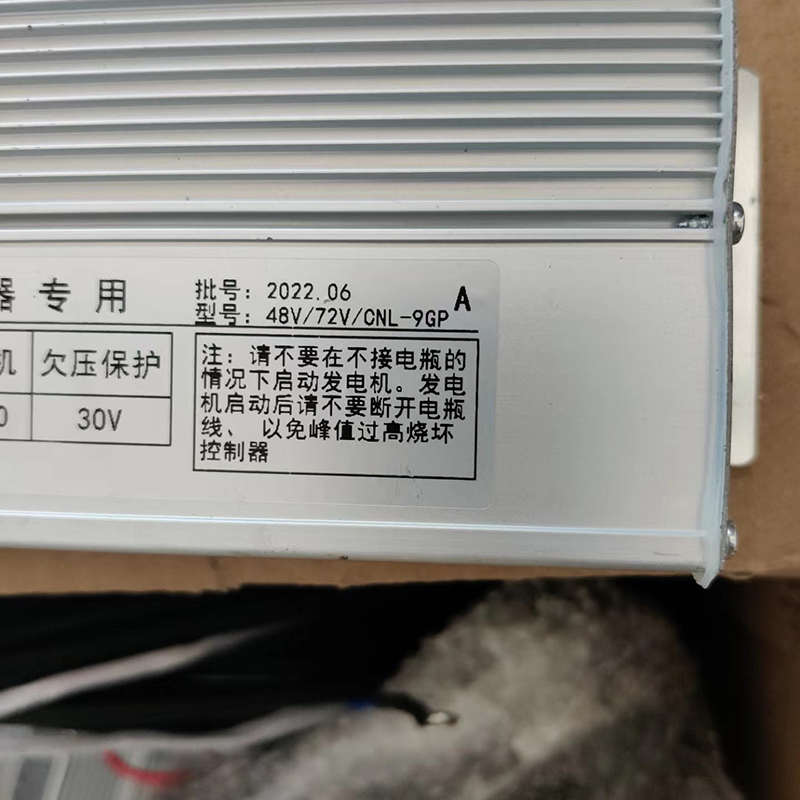 器专用
批号: 2022.06
型号: 48V/72V/CNL-9GP A
机 欠压保护
0 30V
注: 请不要在不接电瓶的
情况下启动发电机。发电
机启动后请不要断开电瓶
线、 以免峰值过高烧坏
控制器